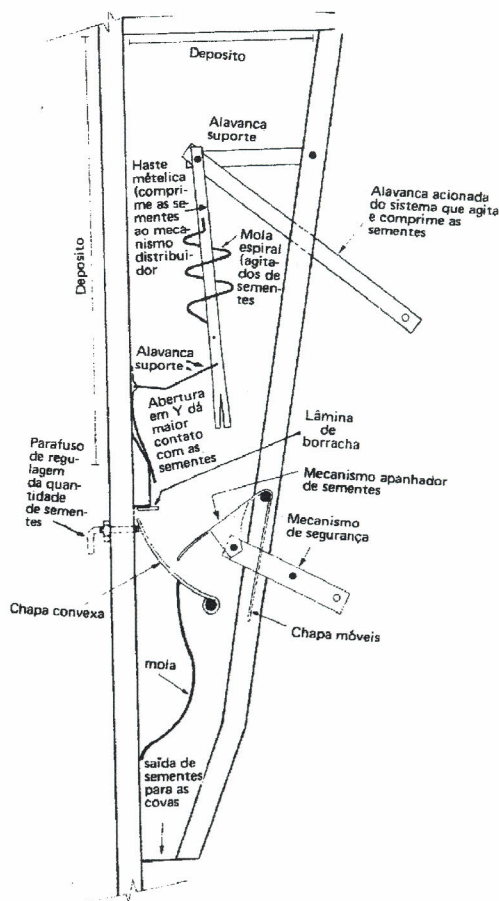 Deposito
Alavanca
suporte
Haste
mételica
(compri-
me as se-
mentes
ao meca-
nismo
distribui-
dor
Deposito
Mola
espiral
(agita-
dos de
semen-
tes
Alavanca acionada
do sistema que agita
e comprime as
sementes
Alavanca
suporte
Abertura
em Y dá
maior
contato
com as
sementes
Lâmina
de
borracha
Parafuso
de regu-
lagem
da quan-
tidade
de semen-
tes
Mecanismo apanhador
de sementes
Mecanismo
de segurança
Chapa convexa
Chapa móveis
mola
saída de
sementes
para as
covas